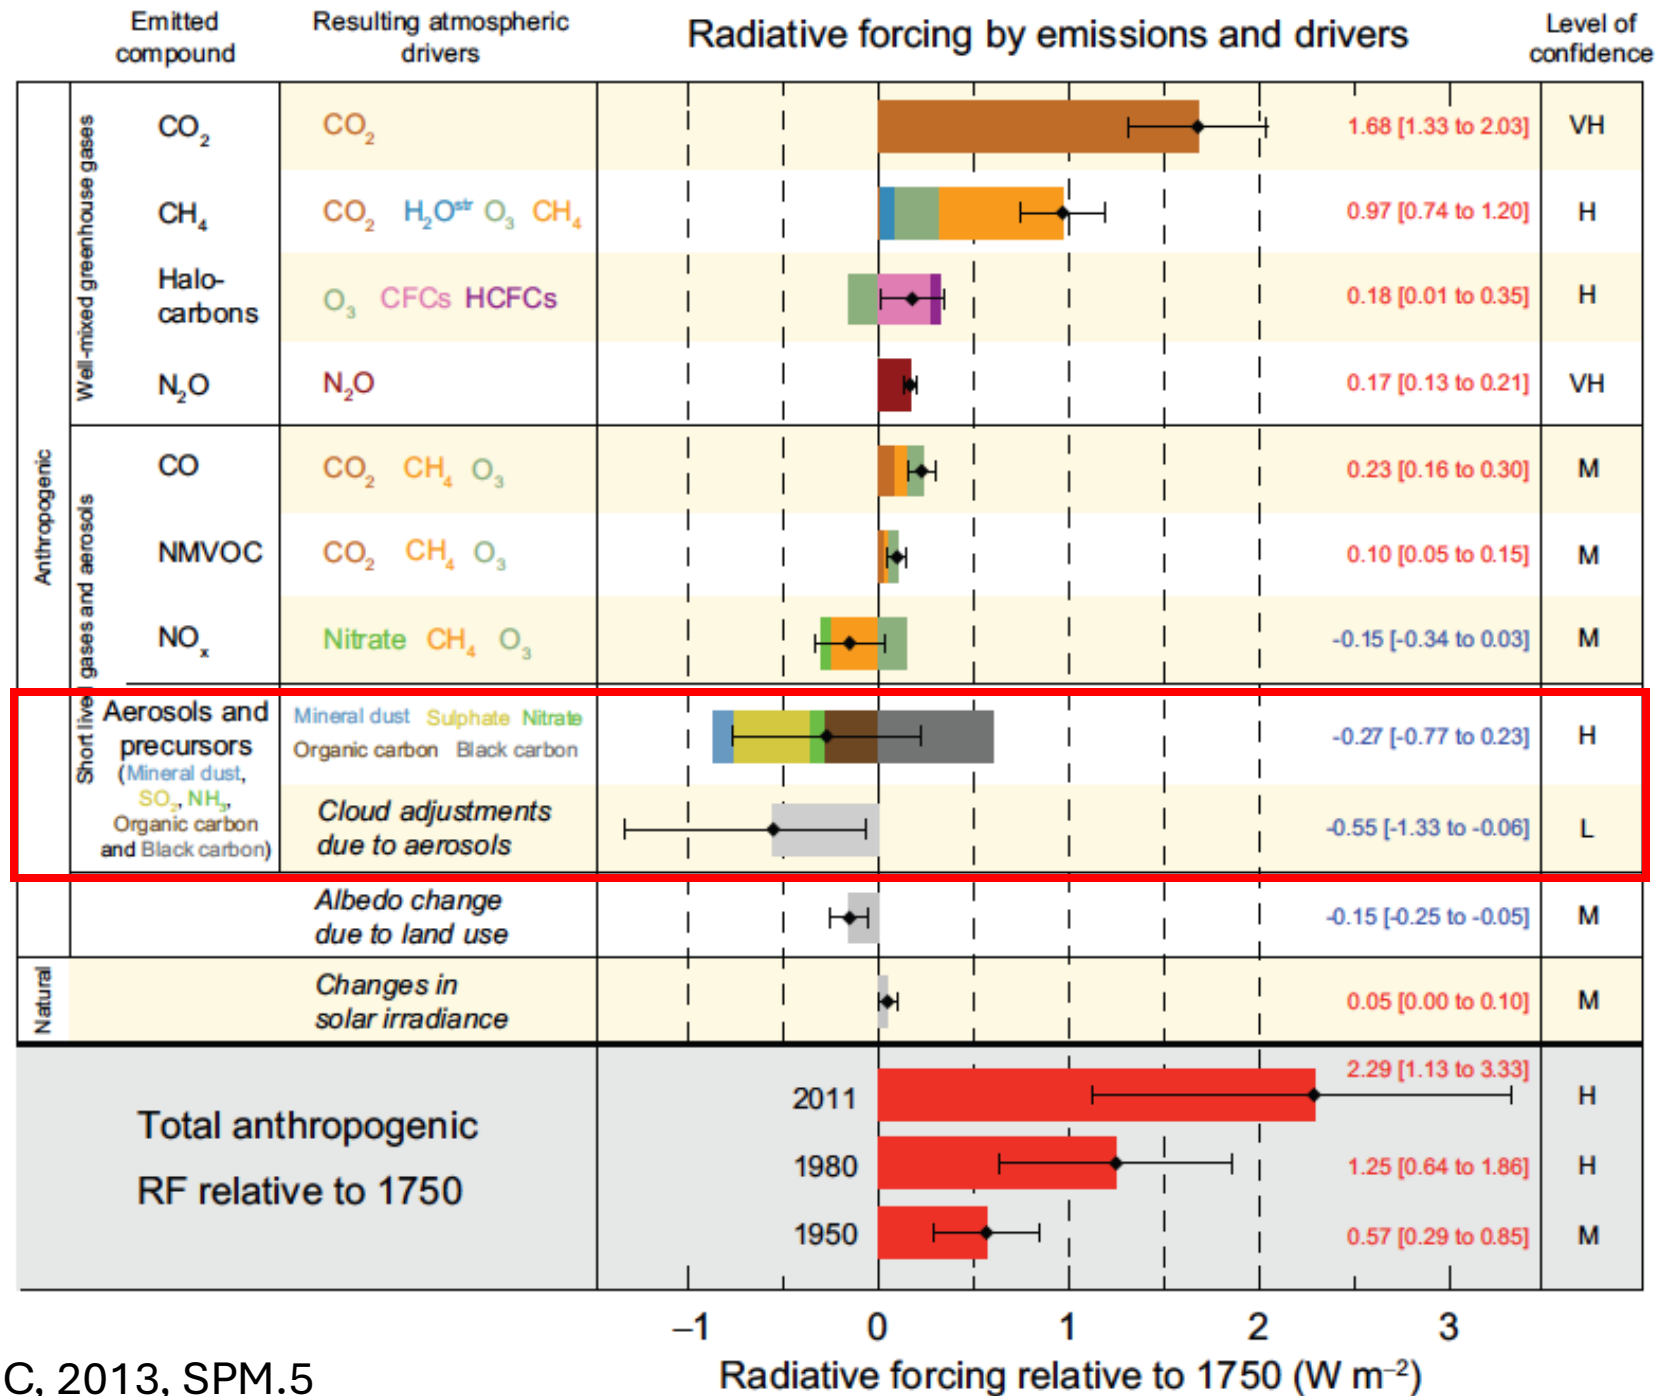 Emitted
compound
Resulting atmospheric
drivers
Radiative forcing by emissions and drivers
Level of
confidence
Anthropogenic
Well-mixed greenhouse gases
CO₂
CO₂
1.68 [1.33 to 2.03]
VH
CH₄
CO₂ H₂Oˢᵗʳ O₃ CH₄
0.97 [0.74 to 1.20]
H
Halo-
carbons
O₃ CFCs HCFCs
0.18 [0.01 to 0.35]
H
N₂O
N₂O
0.17 [0.13 to 0.21]
VH
Short lived gases and aerosols
CO
CO₂ CH₄ O₃
0.23 [0.16 to 0.30]
M
NMVOC
CO₂ CH₄ O₃
0.10 [0.05 to 0.15]
M
NOₓ
Nitrate CH₄ O₃
-0.15 [-0.34 to 0.03]
M
Aerosols and
precursors
(Mineral dust,
SO₂, NH₃,
Organic carbon
and Black carbon)
Mineral dust Sulphate Nitrate
Organic carbon Black carbon
-0.27 [-0.77 to 0.23]
H
Cloud adjustments
due to aerosols
-0.55 [-1.33 to -0.06]
L
Albedo change
due to land use
-0.15 [-0.25 to -0.05]
M
Natural
Changes in
solar irradiance
0.05 [0.00 to 0.10]
M
Total anthropogenic
RF relative to 1750
2011
2.29 [1.13 to 3.33]
H
1980
1.25 [0.64 to 1.86]
H
1950
0.57 [0.29 to 0.85]
M
–1 0 1 2 3
Radiative forcing relative to 1750 (W m⁻²)
C, 2013, SPM.5